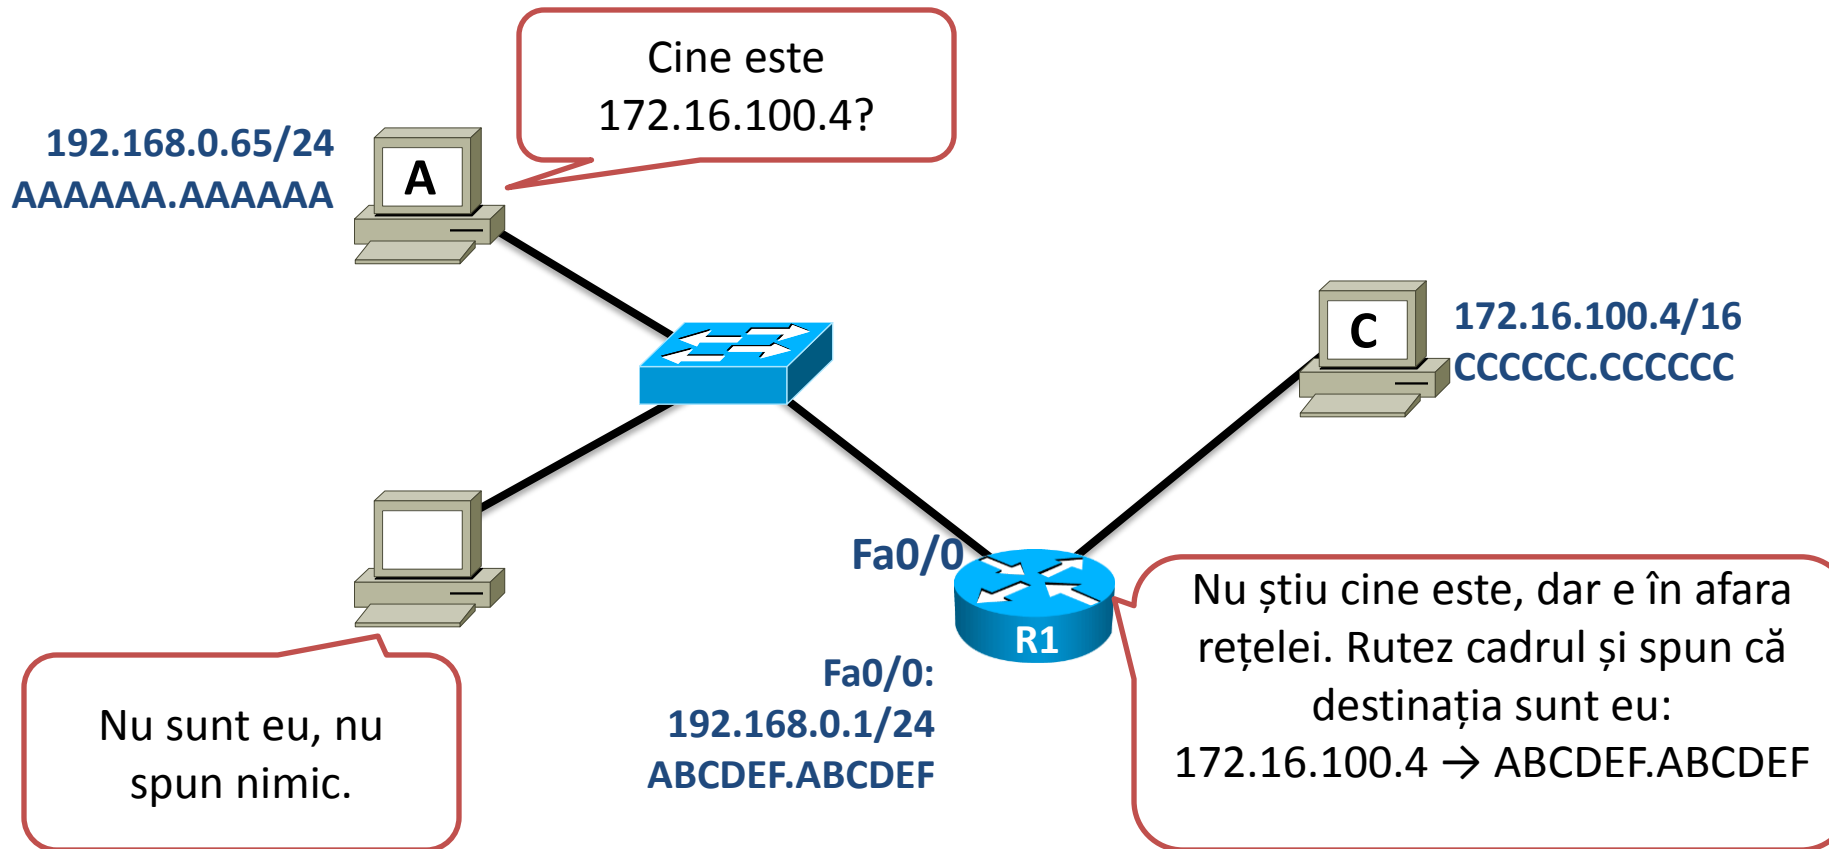 Cine este
172.16.100.4?
192.168.0.65/24
AAAAAA.AAAAAA
A
C
172.16.100.4/16
CCCCCC.CCCCCC
Fa0/0
R1
Fa0/0:
192.168.0.1/24
ABCDEF.ABCDEF
Nu sunt eu, nu
spun nimic.
Nu știu cine este, dar e în afara
rețelei. Rutez cadrul și spun că
destinația sunt eu:
172.16.100.4 → ABCDEF.ABCDEF